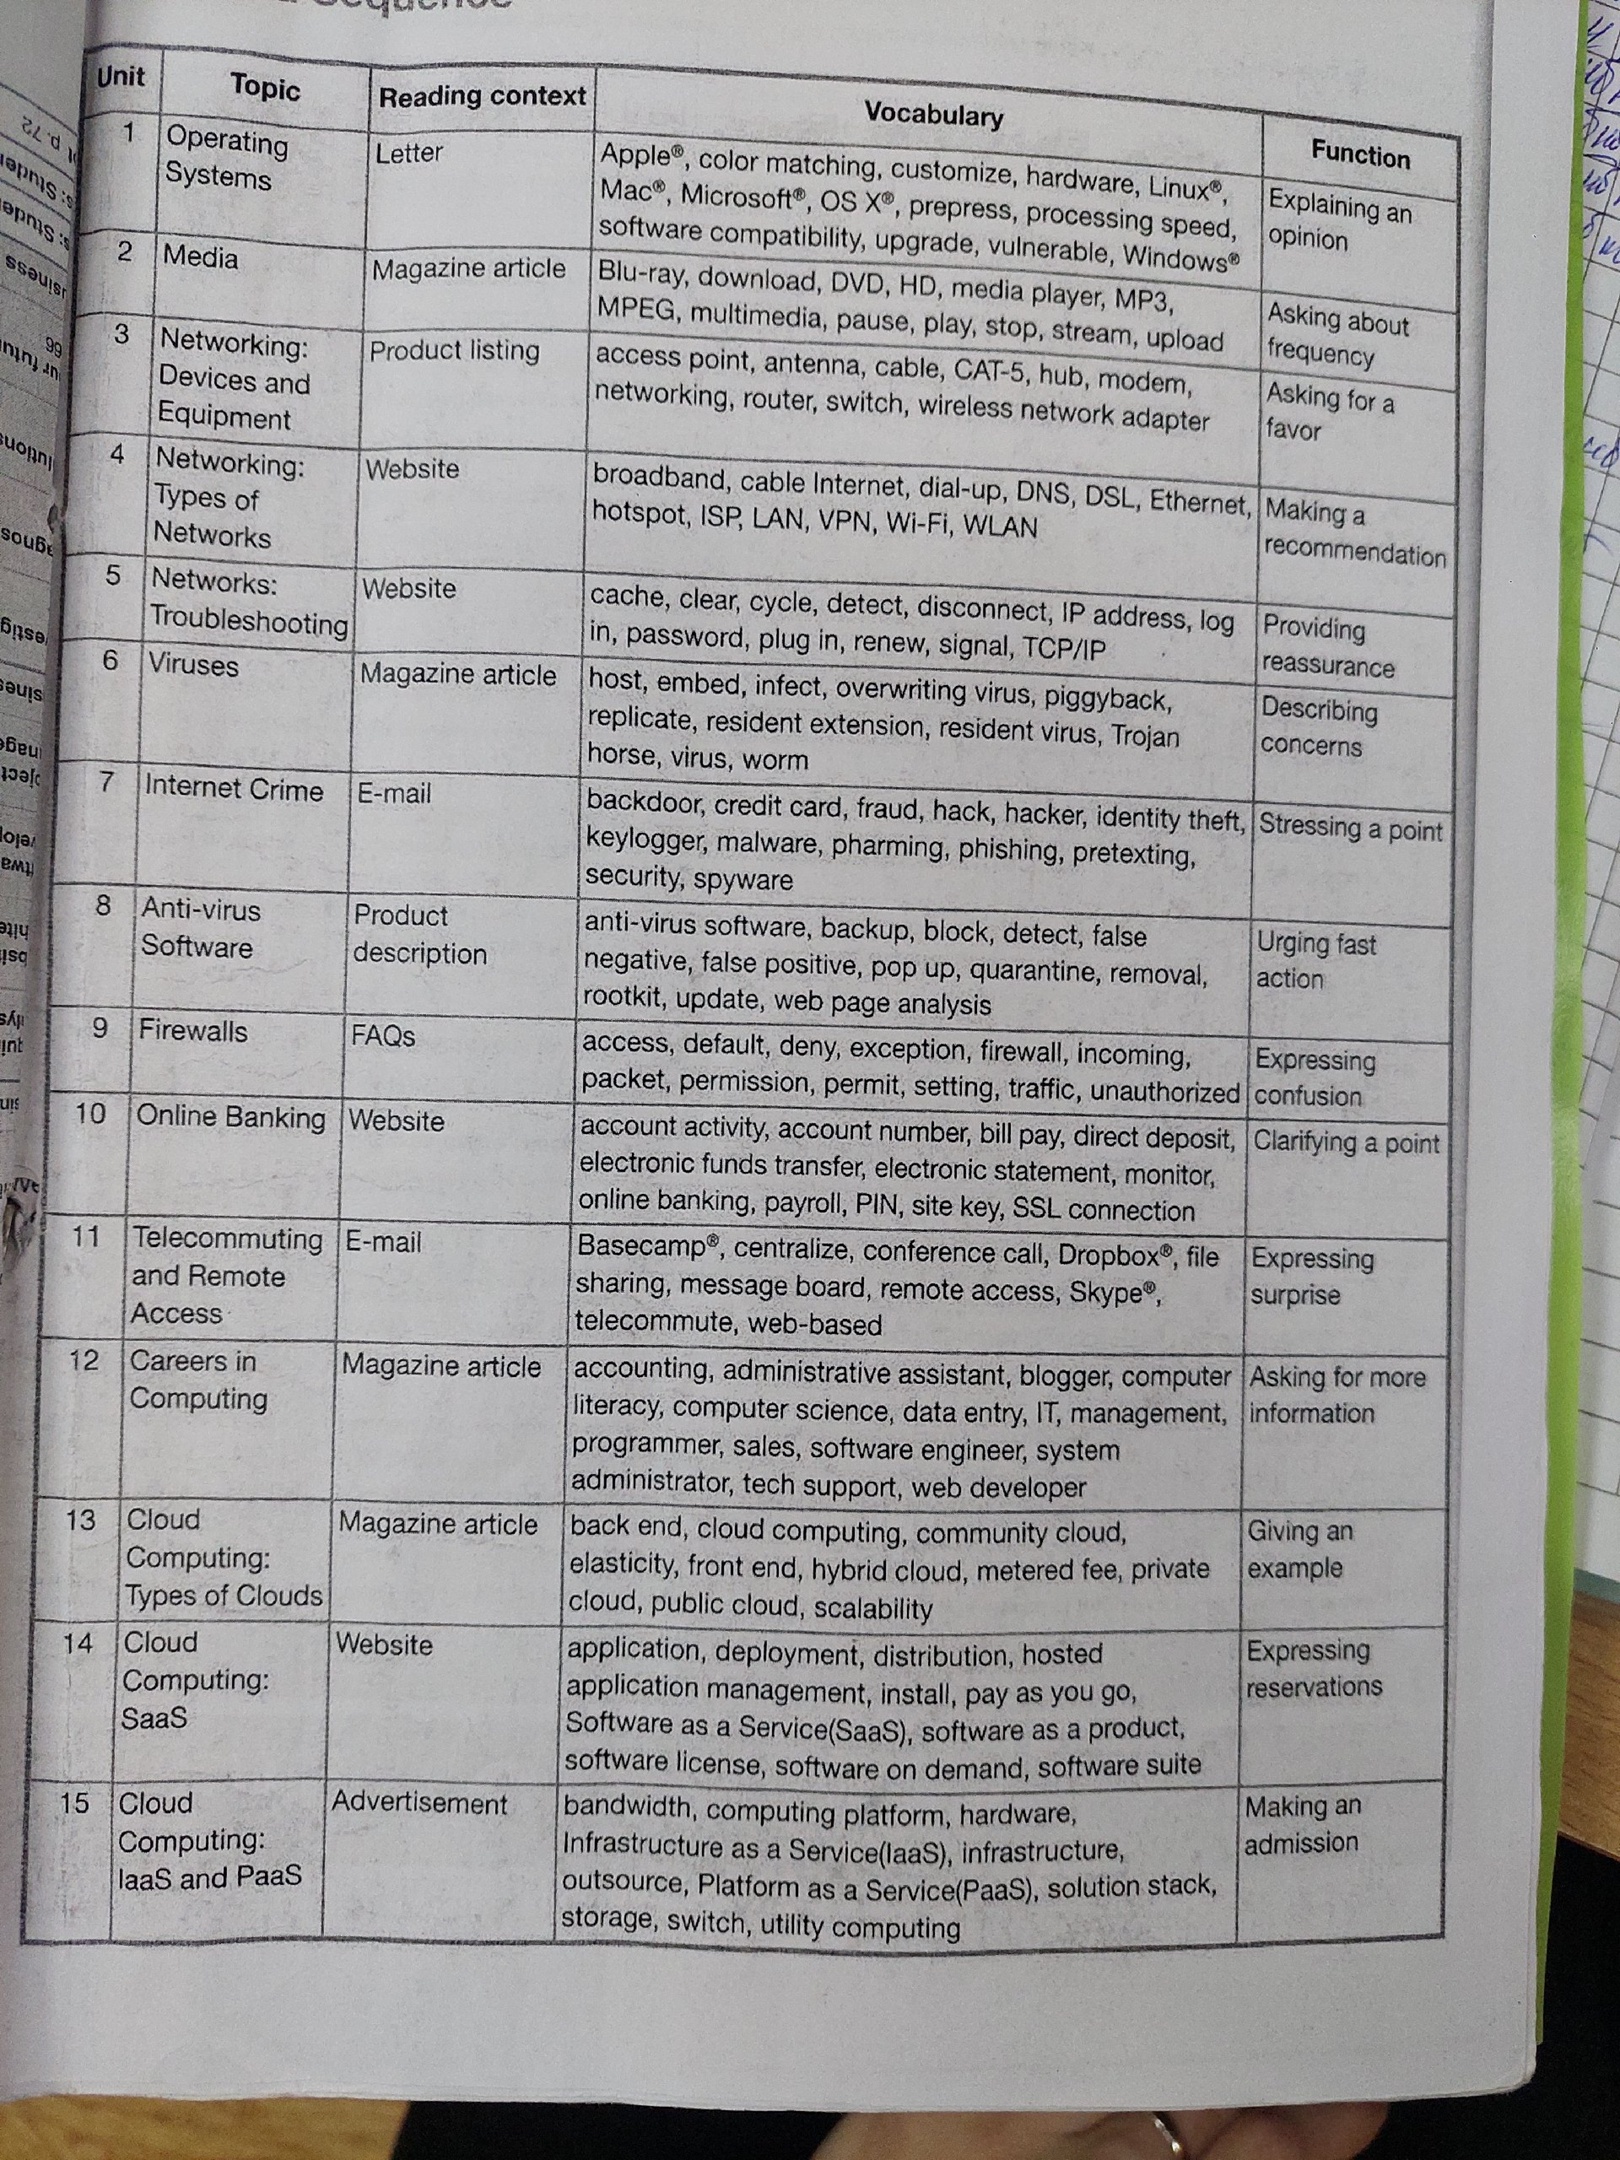 Sequence
Unit
Topic
Reading context
Vocabulary
Function
1
Operating
Systems
Letter
Apple®, color matching, customize, hardware, Linux®,
Mac®, Microsoft®, OS X®, prepress, processing speed,
software compatibility, upgrade, vulnerable, Windows®
Explaining an
opinion
2
Media
Magazine article
Blu-ray, download, DVD, HD, media player, MP3,
MPEG, multimedia, pause, play, stop, stream, upload
Asking about
frequency
3
Networking:
Devices and
Equipment
Product listing
access point, antenna, cable, CAT-5, hub, modem,
networking, router, switch, wireless network adapter
Asking for a
favor
4
Networking:
Types of
Networks
Website
broadband, cable Internet, dial-up, DNS, DSL, Ethernet,
hotspot, ISP, LAN, VPN, Wi-Fi, WLAN
Making a
recommendation
5
Networks:
Troubleshooting
Website
cache, clear, cycle, detect, disconnect, IP address, log
in, password, plug in, renew, signal, TCP/IP
Providing
reassurance
6
Viruses
Magazine article
host, embed, infect, overwriting virus, piggyback,
replicate, resident extension, resident virus, Trojan
horse, virus, worm
Describing
concerns
7
Internet Crime
E-mail
backdoor, credit card, fraud, hack, hacker, identity theft,
keylogger, malware, pharming, phishing, pretexting,
security, spyware
Stressing a point
8
Anti-virus
Software
Product
description
anti-virus software, backup, block, detect, false
negative, false positive, pop up, quarantine, removal,
rootkit, update, web page analysis
Urging fast
action
9
Firewalls
FAQs
access, default, deny, exception, firewall, incoming,
packet, permission, permit, setting, traffic, unauthorized
Expressing
confusion
10
Online Banking
Website
account activity, account number, bill pay, direct deposit,
electronic funds transfer, electronic statement, monitor,
online banking, payroll, PIN, site key, SSL connection
Clarifying a point
11
Telecommuting
and Remote
Access
E-mail
Basecamp®, centralize, conference call, Dropbox®, file
sharing, message board, remote access, Skype®,
telecommute, web-based
Expressing
surprise
12
Careers in
Computing
Magazine article
accounting, administrative assistant, blogger, computer
literacy, computer science, data entry, IT, management,
programmer, sales, software engineer, system
administrator, tech support, web developer
Asking for more
information
13
Cloud
Computing:
Types of Clouds
Magazine article
back end, cloud computing, community cloud,
elasticity, front end, hybrid cloud, metered fee, private
cloud, public cloud, scalability
Giving an
example
14
Cloud
Computing:
SaaS
Website
application, deployment, distribution, hosted
application management, install, pay as you go,
Software as a Service(SaaS), software as a product,
software license, software on demand, software suite
Expressing
reservations
15
Cloud
Computing:
IaaS and PaaS
Advertisement
bandwidth, computing platform, hardware,
Infrastructure as a Service(IaaS), infrastructure,
outsource, Platform as a Service(PaaS), solution stack,
storage, switch, utility computing
Making an
admission